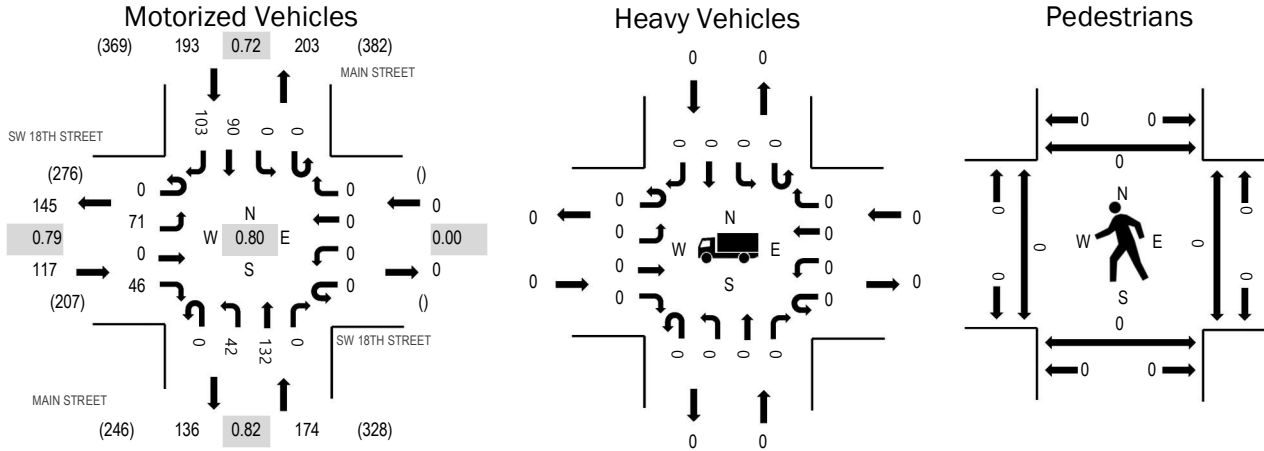 Motorized Vehicles
(369) 193 0.72 203 (382)
MAIN STREET
103 90 0 0
SW 18TH STREET
(276)
145
0.79
117
(207)
0
71
0
46
N
W 0.80 E
S
0
0
0
0
()
0
0.00
0
()
0 42 132 0
SW 18TH STREET
MAIN STREET
(246) 136 0.82 174 (328)
Heavy Vehicles
0 0
0 0 0 0
0
0
0
0
0
0
N
W E
S
0
0
0
0
0
0
0 0 0 0
0 0
Pedestrians
0 0
0
0
0
0
N
W E
S
0
0
0
0
0 0